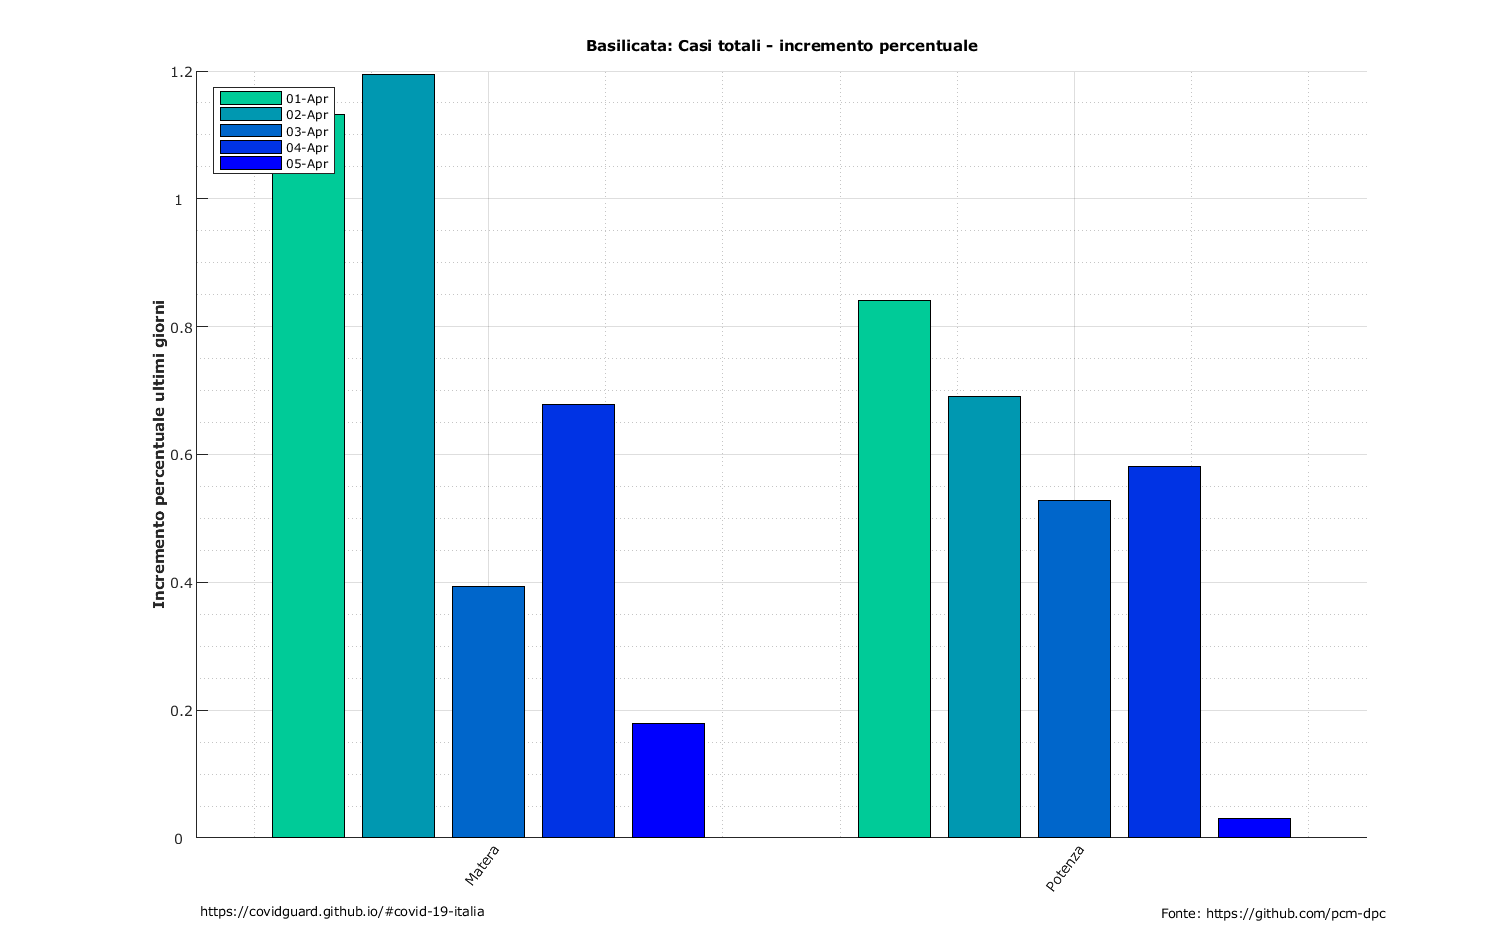 Basilicata: Casi totali - incremento percentuale
Incremento percentuale ultimi giorni
1.2
1
0.8
0.6
0.4
0.2
0
01-Apr
02-Apr
03-Apr
04-Apr
05-Apr
Matera
Potenza
https://covidguard.github.io/#covid-19-italia
Fonte: https://github.com/pcm-dpc